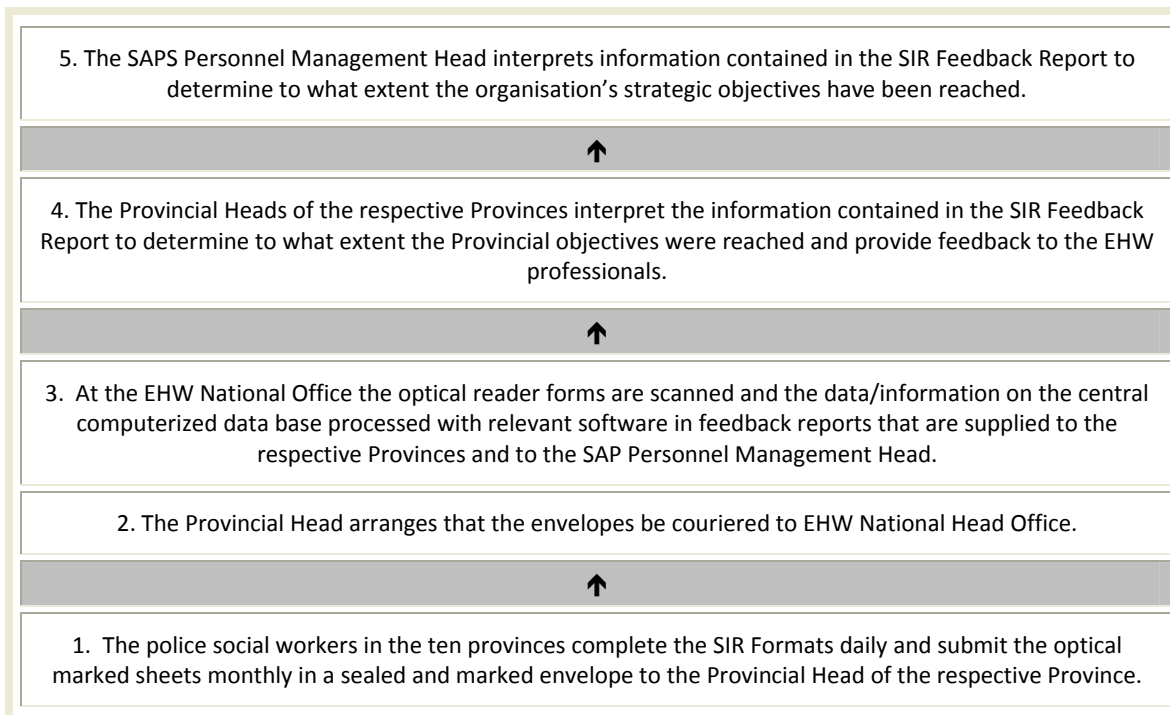 5. The SAPS Personnel Management Head interprets information contained in the SIR Feedback Report to
determine to what extent the organisation’s strategic objectives have been reached.
↑
4. The Provincial Heads of the respective Provinces interpret the information contained in the SIR Feedback
Report to determine to what extent the Provincial objectives were reached and provide feedback to the EHW
professionals.
↑
3. At the EHW National Office the optical reader forms are scanned and the data/information on the central
computerized data base processed with relevant software in feedback reports that are supplied to the
respective Provinces and to the SAP Personnel Management Head.
2. The Provincial Head arranges that the envelopes be couriered to EHW National Head Office.
↑
1. The police social workers in the ten provinces complete the SIR Formats daily and submit the optical
marked sheets monthly in a sealed and marked envelope to the Provincial Head of the respective Province.